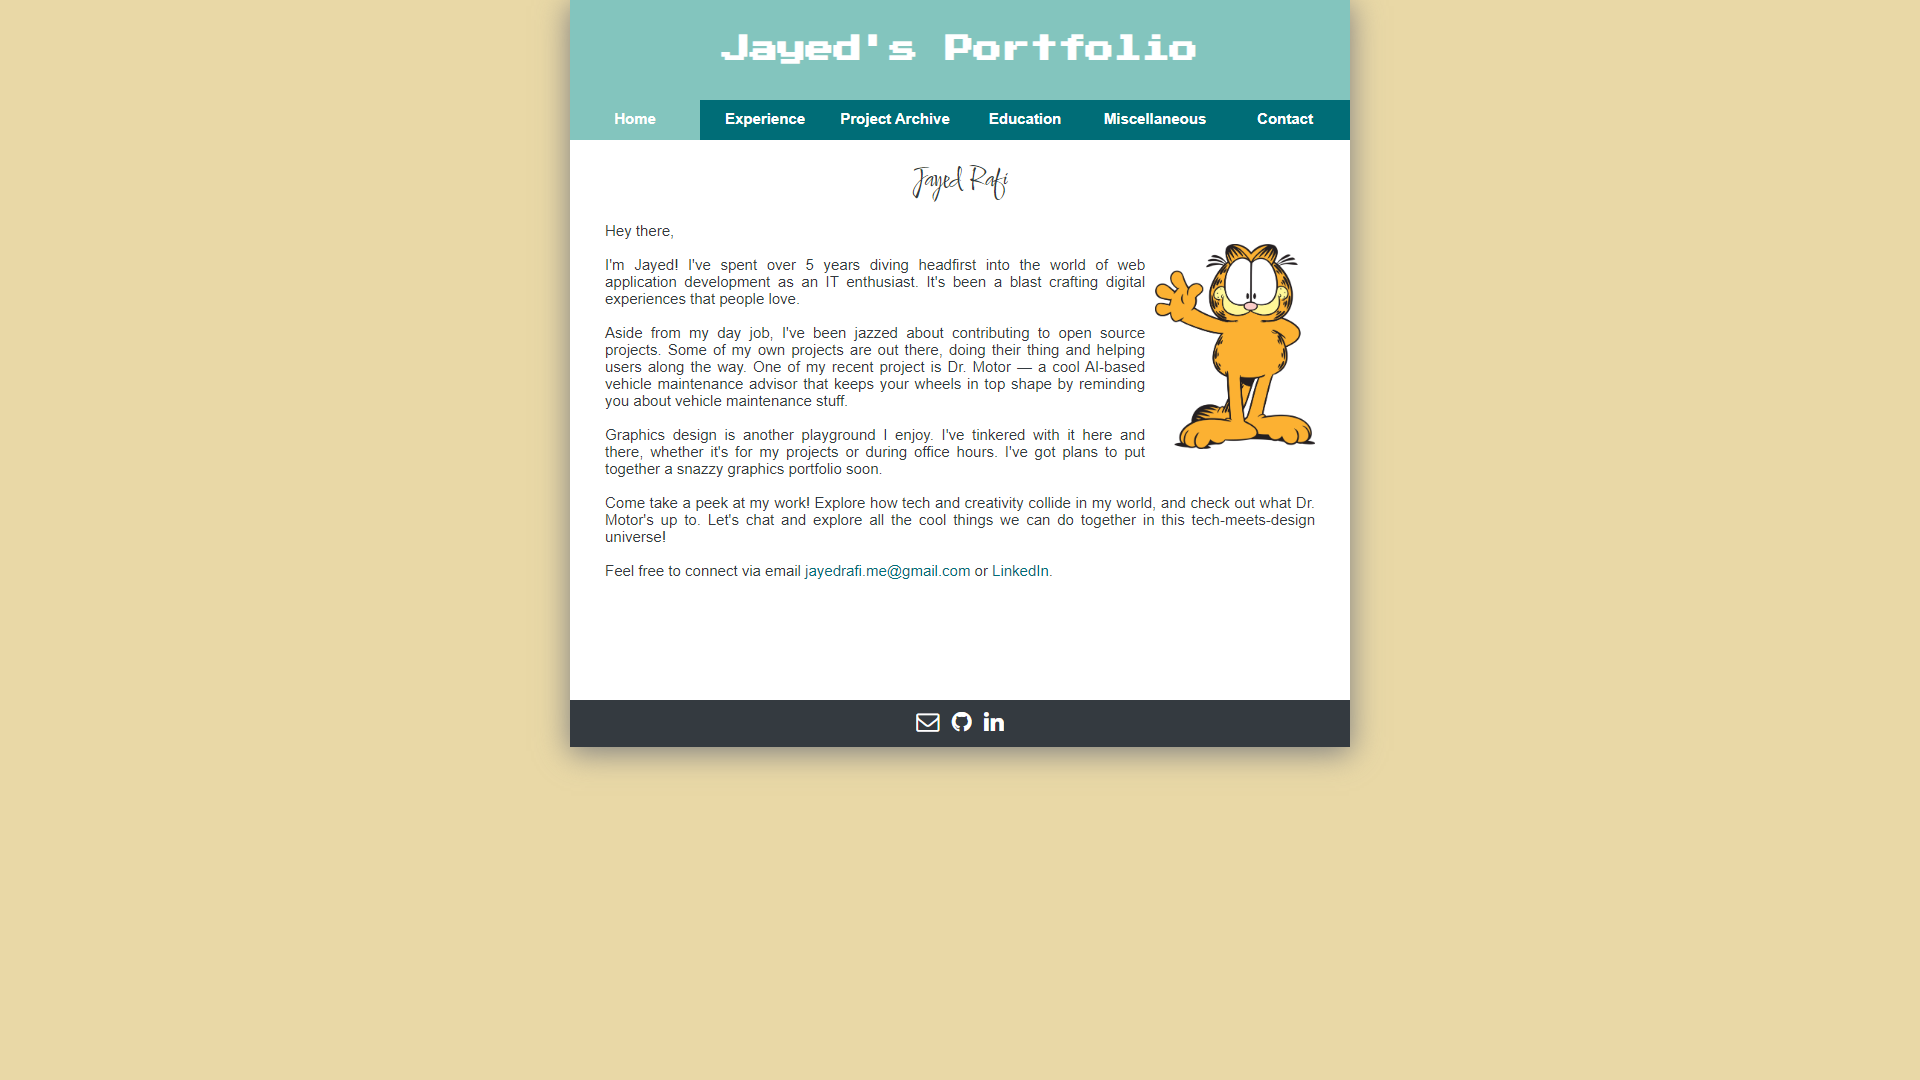 Jayed's Portfolio
Home Experience Project Archive Education Miscellaneous Contact
Jayed Rafi
Hey there,
I'm Jayed! I've spent over 5 years diving headfirst into the world of web
application development as an IT enthusiast. It's been a blast crafting digital
experiences that people love.
Aside from my day job, I've been jazzed about contributing to open source
projects. Some of my own projects are out there, doing their thing and helping
users along the way. One of my recent project is Dr. Motor — a cool AI-based
vehicle maintenance advisor that keeps your wheels in top shape by reminding
you about vehicle maintenance stuff.
Graphics design is another playground I enjoy. I've tinkered with it here and
there, whether it's for my projects or during office hours. I've got plans to put
together a snazzy graphics portfolio soon.
Come take a peek at my work! Explore how tech and creativity collide in my world, and check out what Dr.
Motor's up to. Let's chat and explore all the cool things we can do together in this tech-meets-design
universe!
Feel free to connect via email jayedrafi.me@gmail.com or LinkedIn.
in